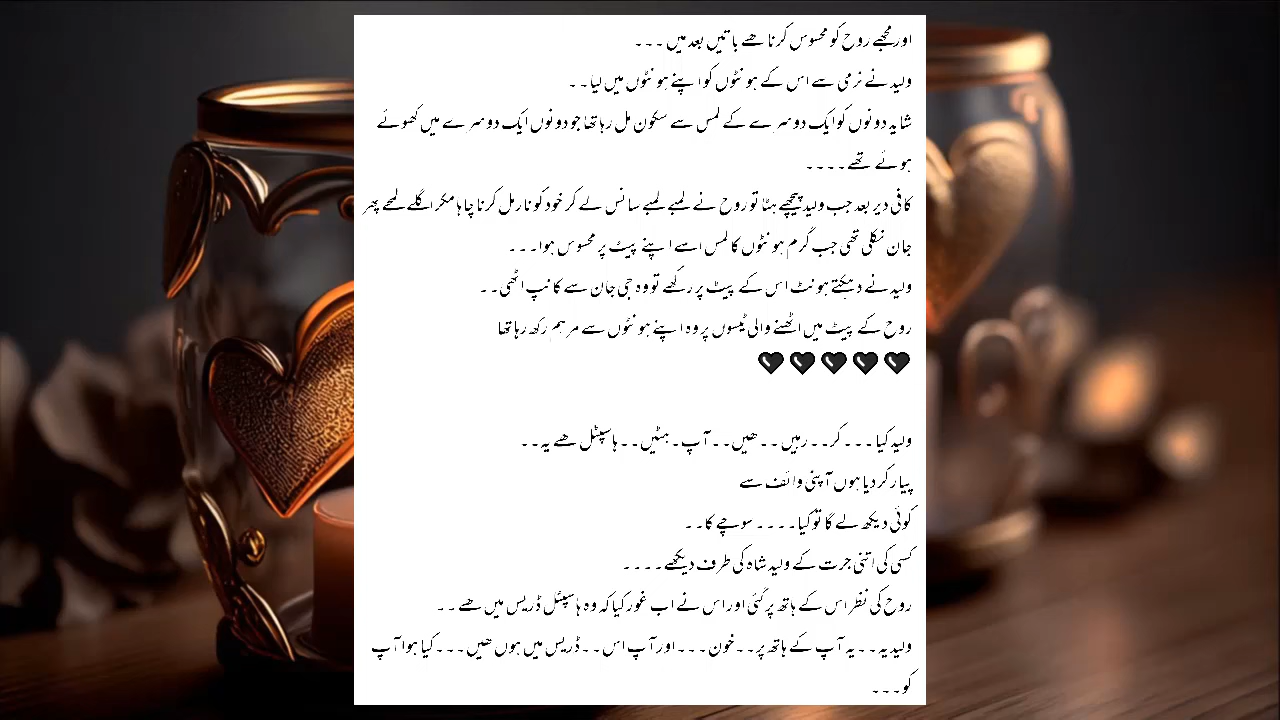 اور مجھے روح کو محسوس کرنا ھے باتیں بعد میں ۔۔۔
ولید نے نرمی سے اس کے ہونٹوں کو اپنے ہونٹوں میں لیا۔۔
شاید دونوں کو ایک دوسرے کے لمس سے سکون مل رہا تھا جو دونوں ایک دوسرے میں کھوئے
ہوئے تھے۔۔۔۔
کافی دیر بعد جب ولید پیچھے ہٹا تو روح نے لمبے لمبے سانس لے کر خود کو نارمل کرنا چاہا مگر اگلے لمحے پھر
جان نکلی تھی جب گرم ہونٹوں کا لمس اسے اپنے پیٹ پر محسوس ہوا۔۔۔
ولید نے دہکتے ہونٹ اس کے پیٹ پر رکھے تو وہ جی جان سے کانپ اٹھی۔۔
روح کے پیٹ میں اٹھنے والی ٹیسوں پر وہ اپنے ہونٹوں سے مرہم رکھ رہا تھا
🖤🖤🖤🖤🖤
ولید کیا ۔۔۔ کر۔۔رہیں ۔۔ھیں۔۔آپ۔ہٹیں۔۔ہاسپٹل ھے یہ۔۔
پیار کر دیا ہوں آپنی وائف سے
کوئی دیکھ لے گا تو کیا۔۔۔۔ سوچے کا۔۔
کسی کی اتنی جرت کے ولید شاہ کی طرف دیکھے۔۔۔۔
روح کی نظر اس کے ہاتھ پر گئی اور اس نے اب غور کیا کہ وہ ہاسپٹل ڈریس میں ھے ۔۔
ولید یہ۔۔یہ آپ کے ہاتھ پر۔۔خون۔۔۔اور آپ اس۔۔ڈریس میں ہوں ھیں۔۔۔کیا ہوا آپ
کو۔۔۔